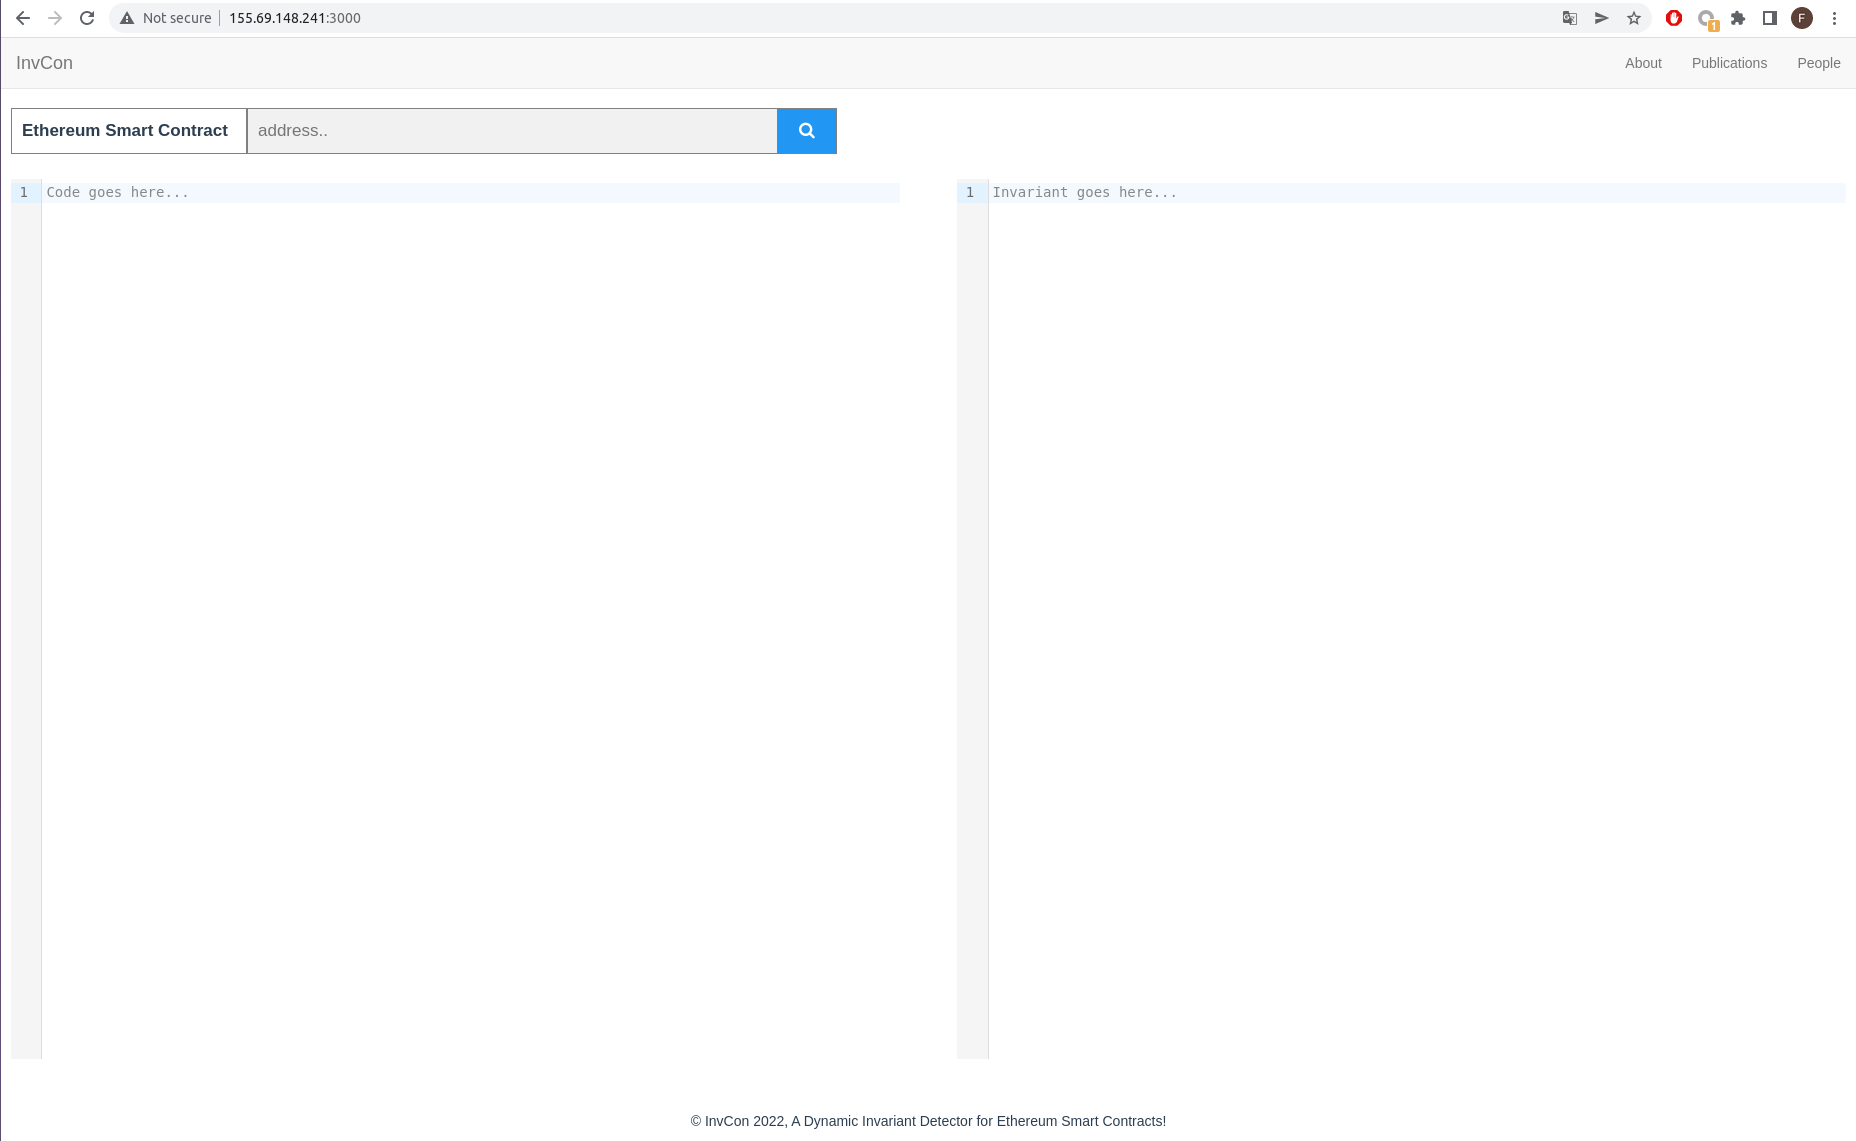 Not secure 155.69.148.241:3000
1
F
InvCon About Publications People
Ethereum Smart Contract address..
1 Code goes here... 1 Invariant goes here...
© InvCon 2022, A Dynamic Invariant Detector for Ethereum Smart Contracts!